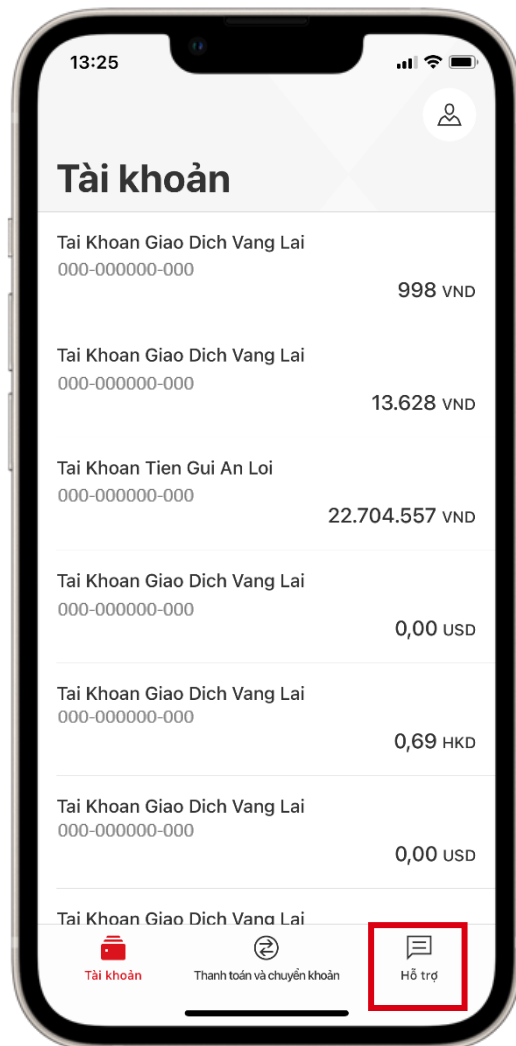 13:25
Tài khoản
Tai Khoan Giao Dich Vang Lai
000-000000-000
998 VND
Tai Khoan Giao Dich Vang Lai
000-000000-000
13.628 VND
Tai Khoan Tien Gui An Loi
000-000000-000
22.704.557 VND
Tai Khoan Giao Dich Vang Lai
000-000000-000
0,00 USD
Tai Khoan Giao Dich Vang Lai
000-000000-000
0,69 HKD
Tai Khoan Giao Dich Vang Lai
000-000000-000
0,00 USD
Tai Khoan Giao Dich Vang Lai
Tài khoản
Thanh toán và chuyển khoản
Hỗ trợ